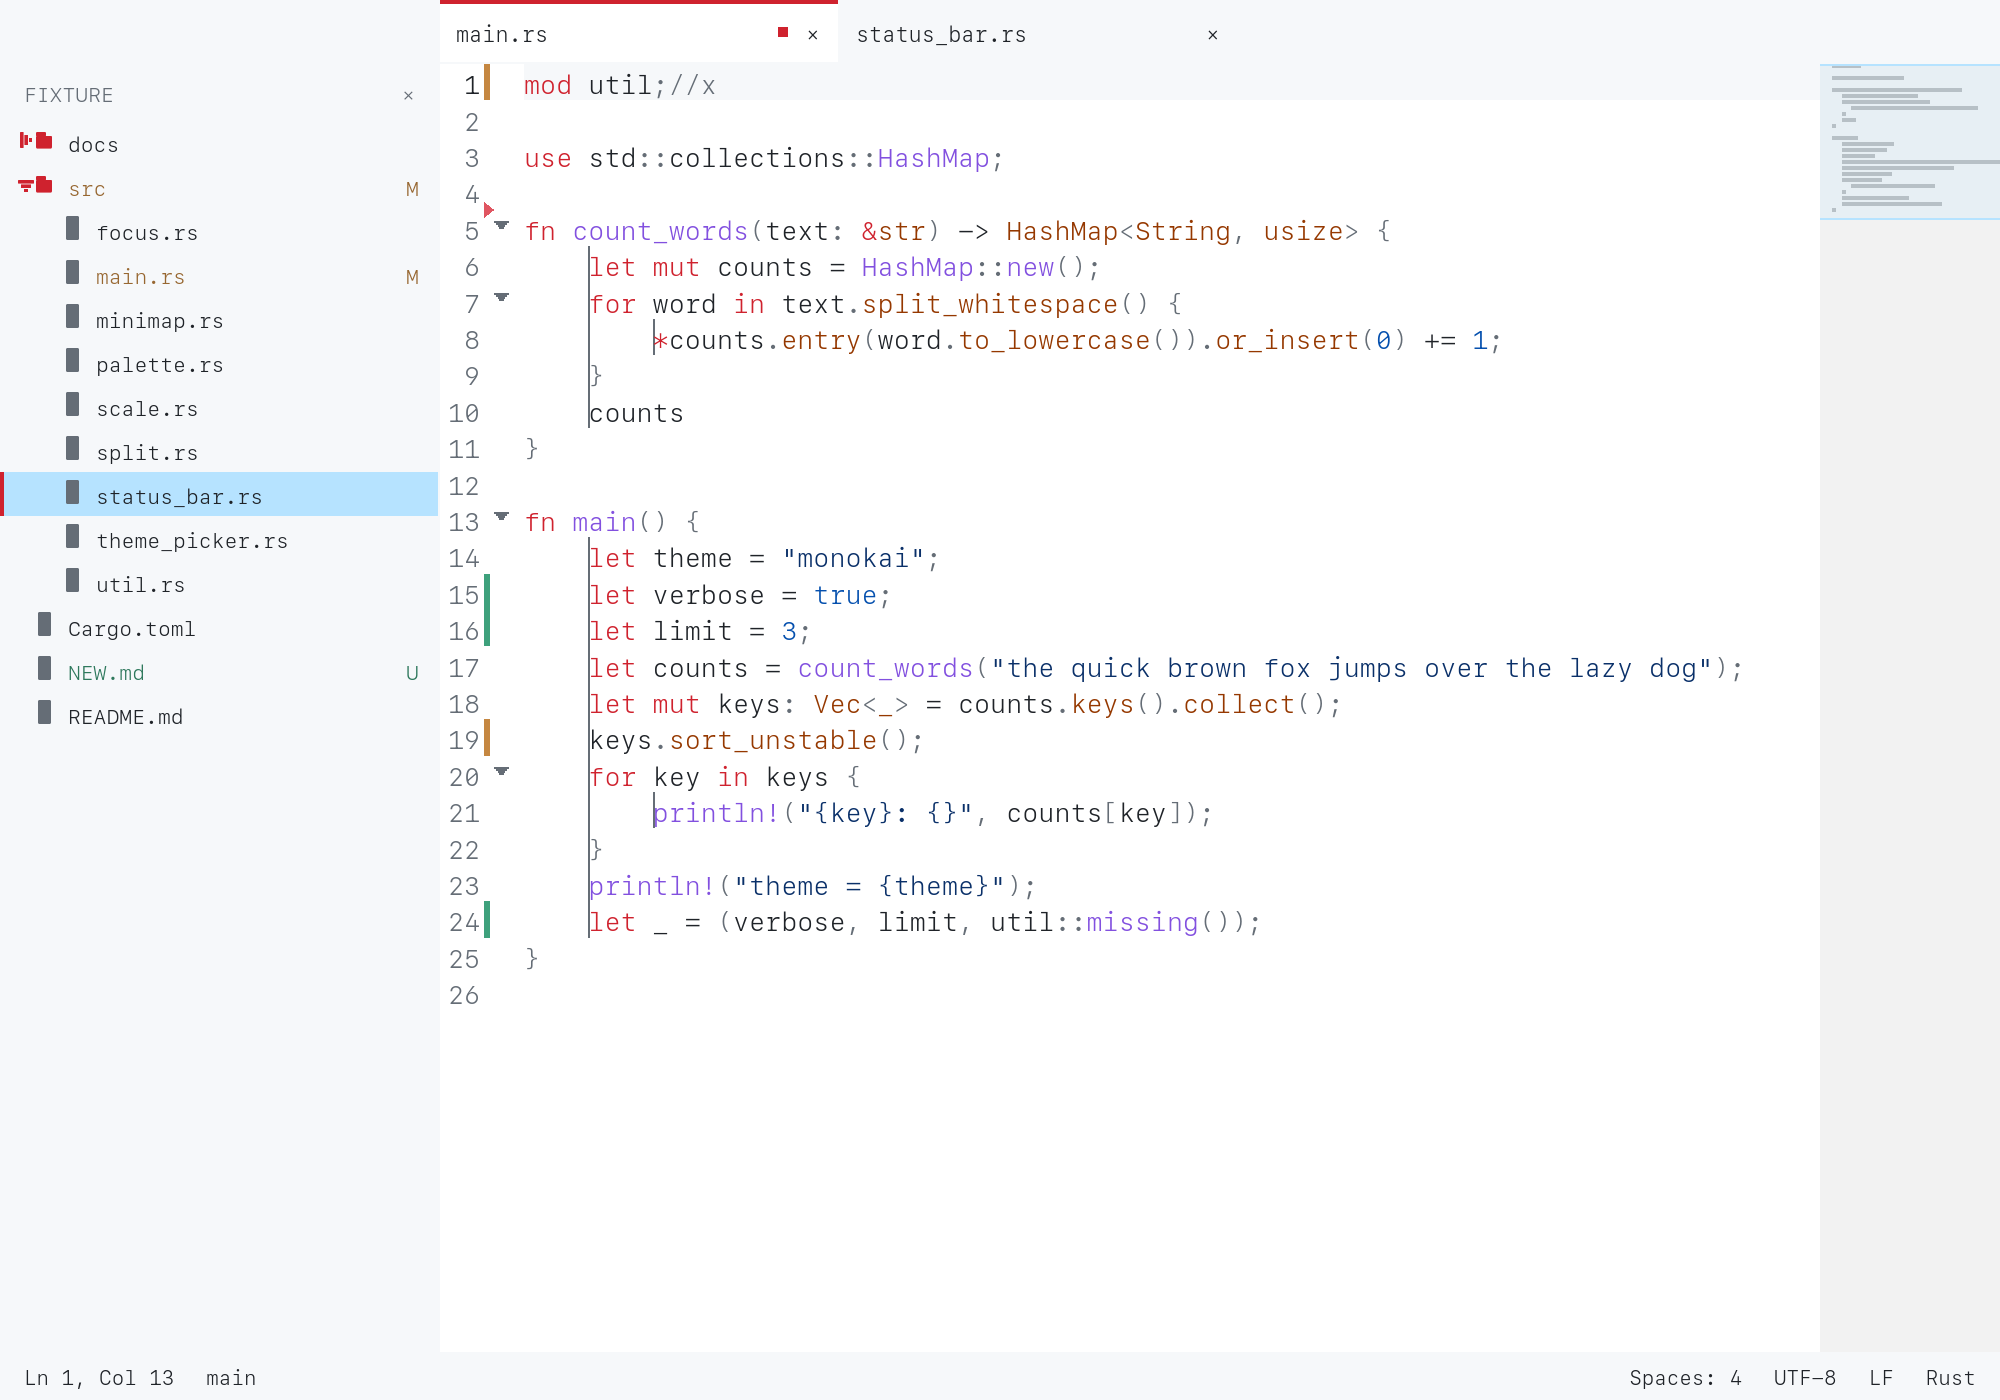 main.rs × status_bar.rs ×
FIXTURE ×
docs
src M
focus.rs
main.rs M
minimap.rs
palette.rs
scale.rs
split.rs
status_bar.rs
theme_picker.rs
util.rs
Cargo.toml
NEW.md U
README.md
1 mod util;//x
2
3 use std::collections::HashMap;
4
5 fn count_words(text: &str) -> HashMap<String, usize> {
6     let mut counts = HashMap::new();
7     for word in text.split_whitespace() {
8         *counts.entry(word.to_lowercase()).or_insert(0) += 1;
9     }
10     counts
11 }
12
13 fn main() {
14     let theme = "monokai";
15     let verbose = true;
16     let limit = 3;
17     let counts = count_words("the quick brown fox jumps over the lazy dog");
18     let mut keys: Vec<_> = counts.keys().collect();
19     keys.sort_unstable();
20     for key in keys {
21         println!("{key}: {}", counts[key]);
22     }
23     println!("theme = {theme}");
24     let _ = (verbose, limit, util::missing());
25 }
26
Ln 1, Col 13 main Spaces: 4 UTF-8 LF Rust